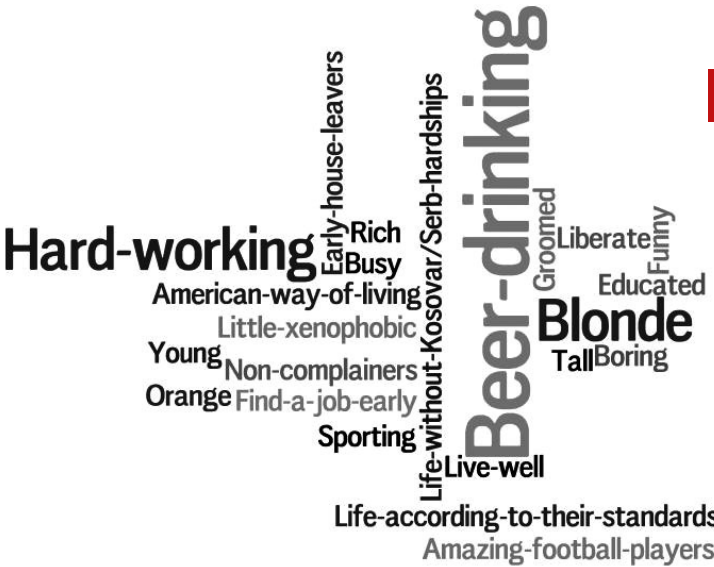 Beer-drinking
Early-house-leavers
Life-without-Kosovar/Serb-hardships
Groomed
Funny
Hard-working
Rich
Liberate
Busy
Educated
American-way-of-living
Blonde
Little-xenophobic
Young
Tall
Boring
Non-complainers
Orange
Find-a-job-early
Sporting
Live-well
Life-according-to-their-standards
Amazing-football-players